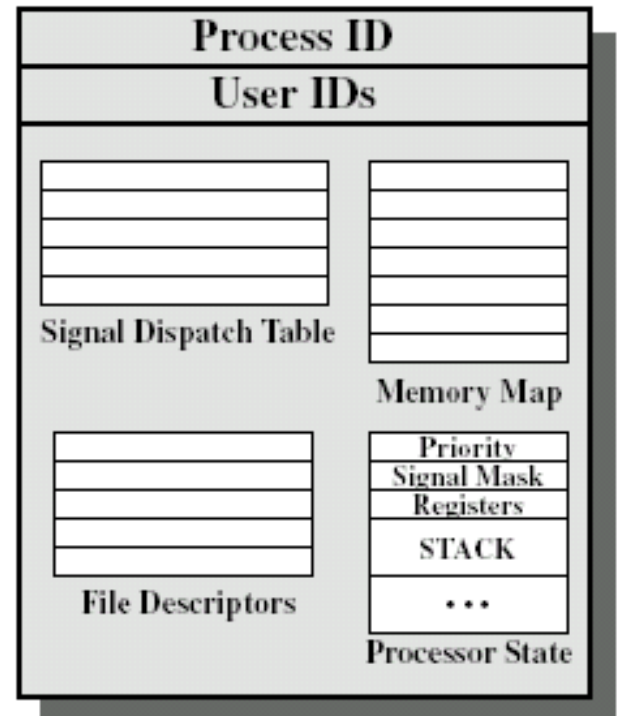 Process ID
User IDs
Signal Dispatch Table
Memory Map
Priority
Signal Mask
Registers
STACK
...
Processor State
File Descriptors